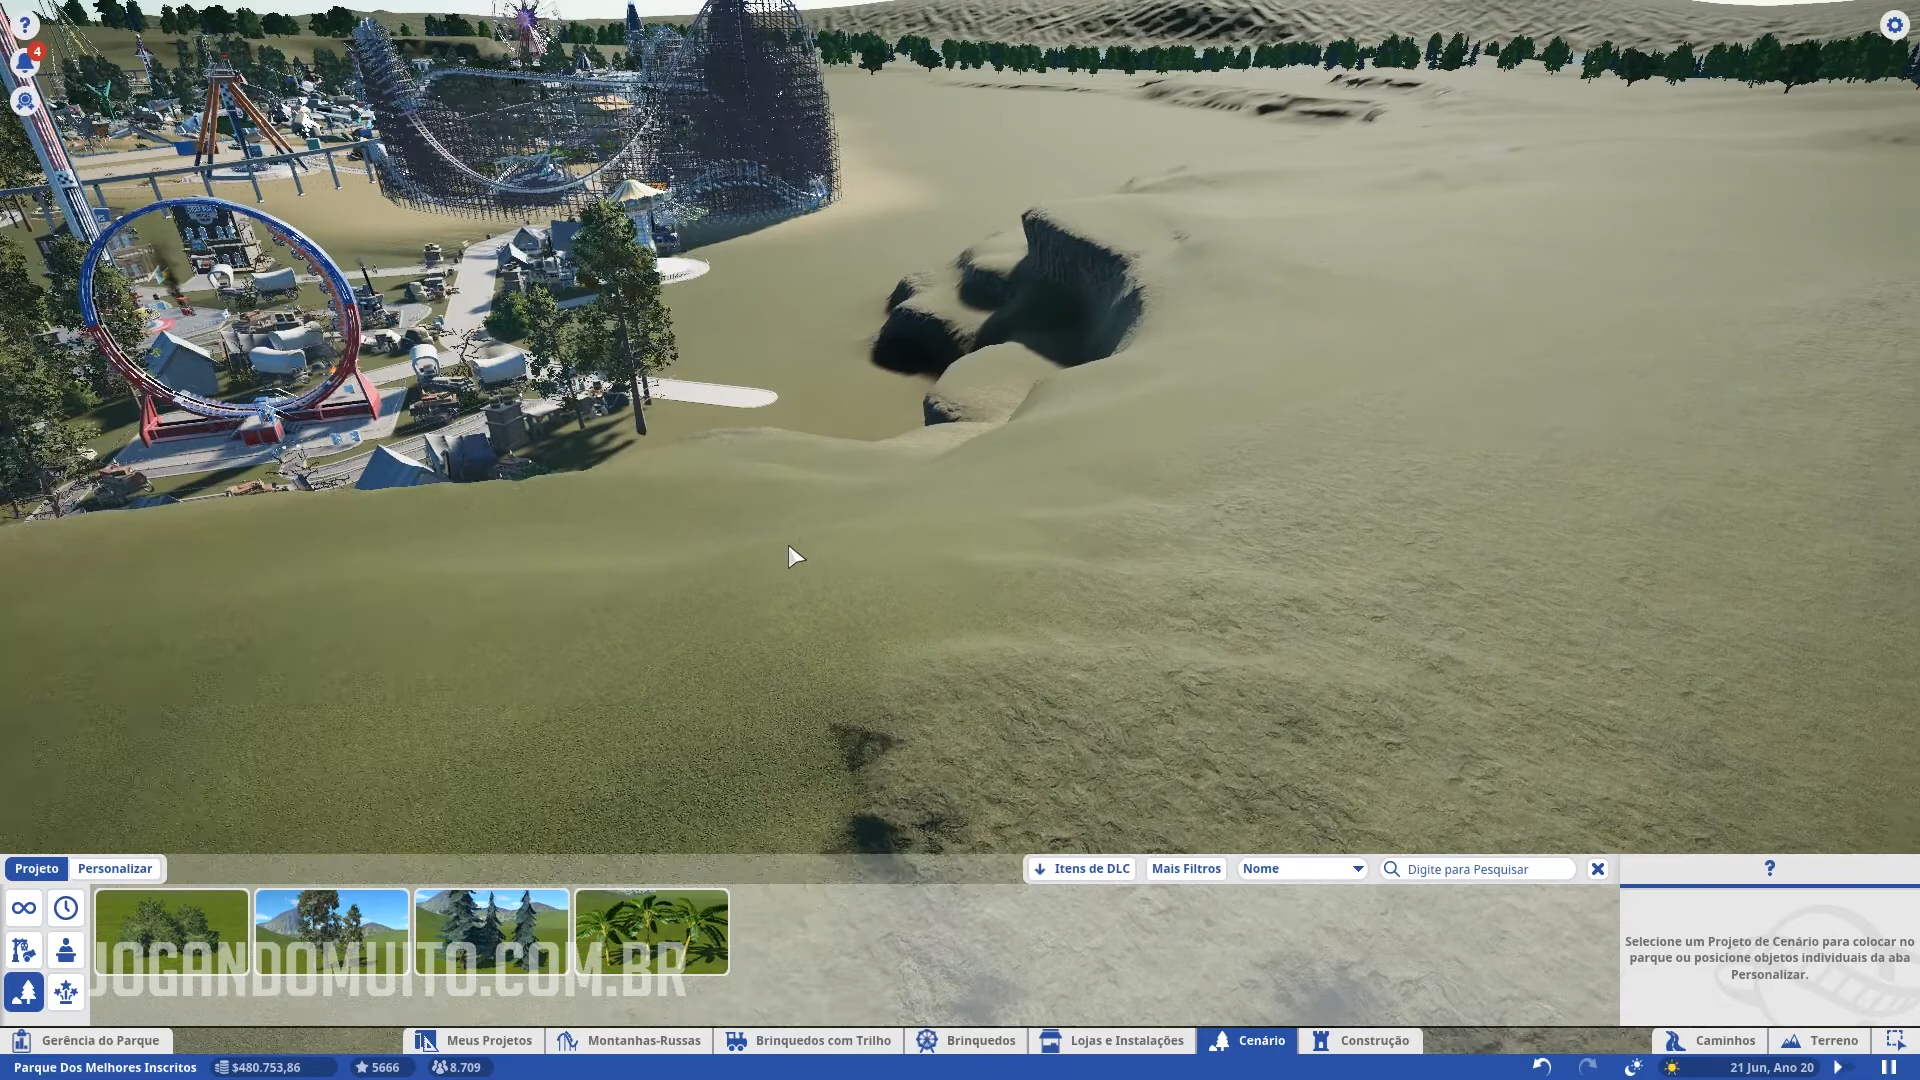 ?
4
Projeto
Personalizar
Itens de DLC
Mais Filtros
Nome
Digite para Pesquisar
?
Selecione um Projeto de Cenário para colocar no
parque ou posicione objetos individuais da aba
Personalizar.
JOGANDOMUITO.COM.BR
Gerência do Parque
Meus Projetos
Montanhas-Russas
Brinquedos com Trilho
Brinquedos
Lojas e Instalações
Cenário
Construção
Caminhos
Terreno
Parque Dos Melhores Inscritos
$480.753,86
5666
8.709
21 Jun, Ano 20